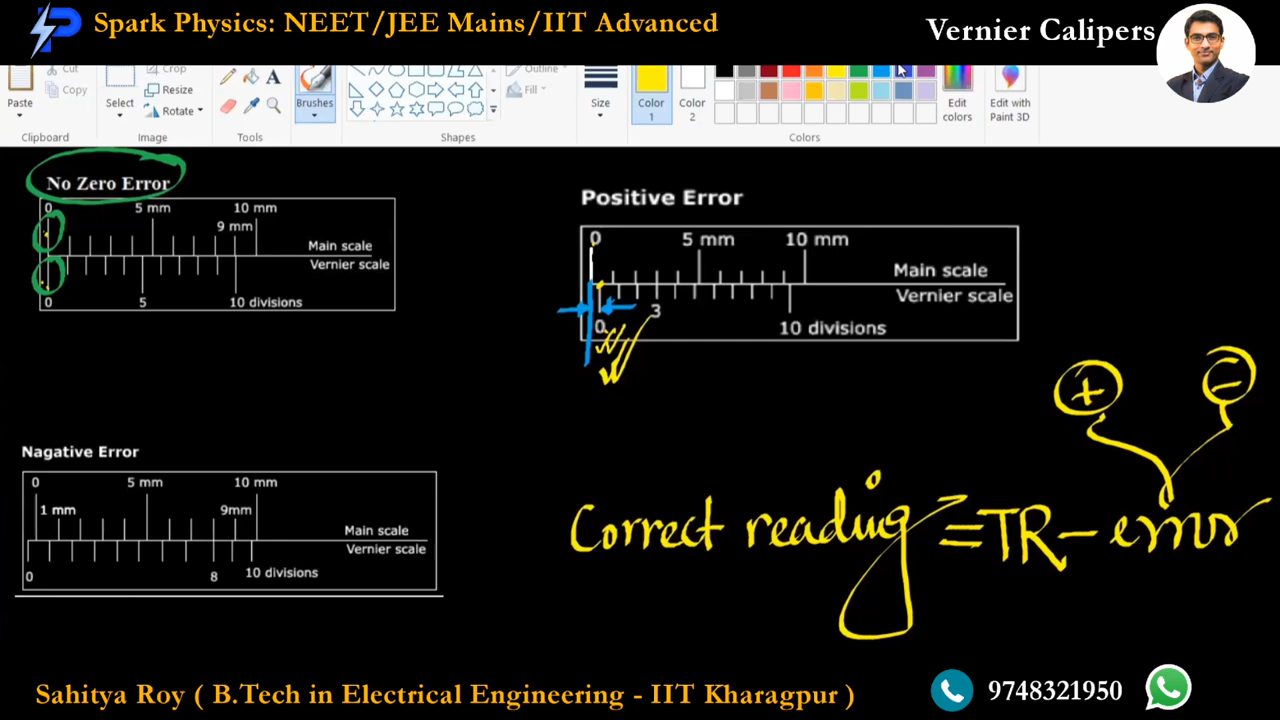 Spark Physics: NEET/JEE Mains/IIT Advanced
Vernier Calipers
Cut
Copy
Paste
Clipboard
Crop
Resize
Select
Rotate
Image
A
Tools
Brushes
Outline
Fill
Shapes
Size
Color 1
Color 2
Edit colors
Edit with Paint 3D
Colors
No Zero Error
0 5 mm 10 mm
9 mm
Main scale
Vernier scale
0 5 10 divisions
Positive Error
0 5 mm 10 mm
Main scale
Vernier scale
3
0 10 divisions
+ −
Nagative Error
0 5 mm 10 mm
1 mm 9mm
Main scale
Vernier scale
0 8 10 divisions
Correct reading = TR - error
Sahitya Roy ( B.Tech in Electrical Engineering - IIT Kharagpur )
9748321950